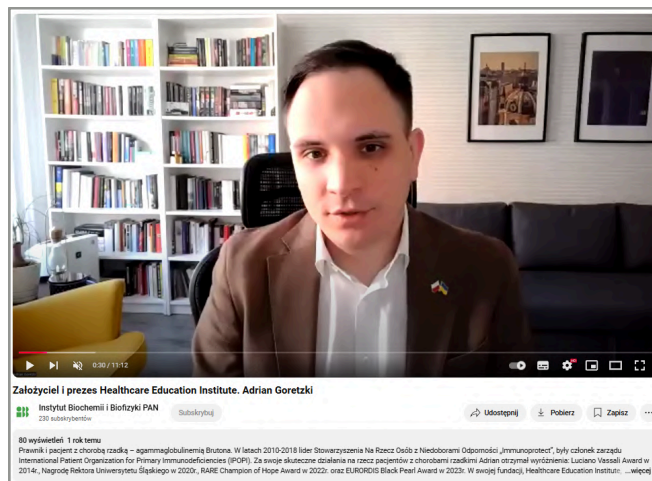 0:30 / 11:12
Założyciel i prezes Healthcare Education Institute. Adrian Goretzki
Instytut Biochemii i Biofizyki PAN
230 subskrybentów
Subskrybuj
Udostępnij
Pobierz
Zapisz
80 wyświetleń 1 rok temu
Prawnik i pacjent z chorobą rzadką – agammaglobulinemią Brutona. W latach 2010-2018 lider Stowarzyszenia Na Rzecz Osób z Niedoborami Odporności „Immunoprotect”, były członek zarządu
International Patient Organization for Primary Immunodeficiencies (IPOPI). Za swoje skuteczne działania na rzecz pacjentów z chorobami rzadkimi Adrian otrzymał wyróżnienia: Luciano Vassali Award w
2014r., Nagrodę Rektora Uniwersytetu Śląskiego w 2020r., RARE Champion of Hope Award w 2022r. oraz EURORDIS Black Pearl Award w 2023r. W swojej fundacji, Healthcare Education Institute, ...więcej